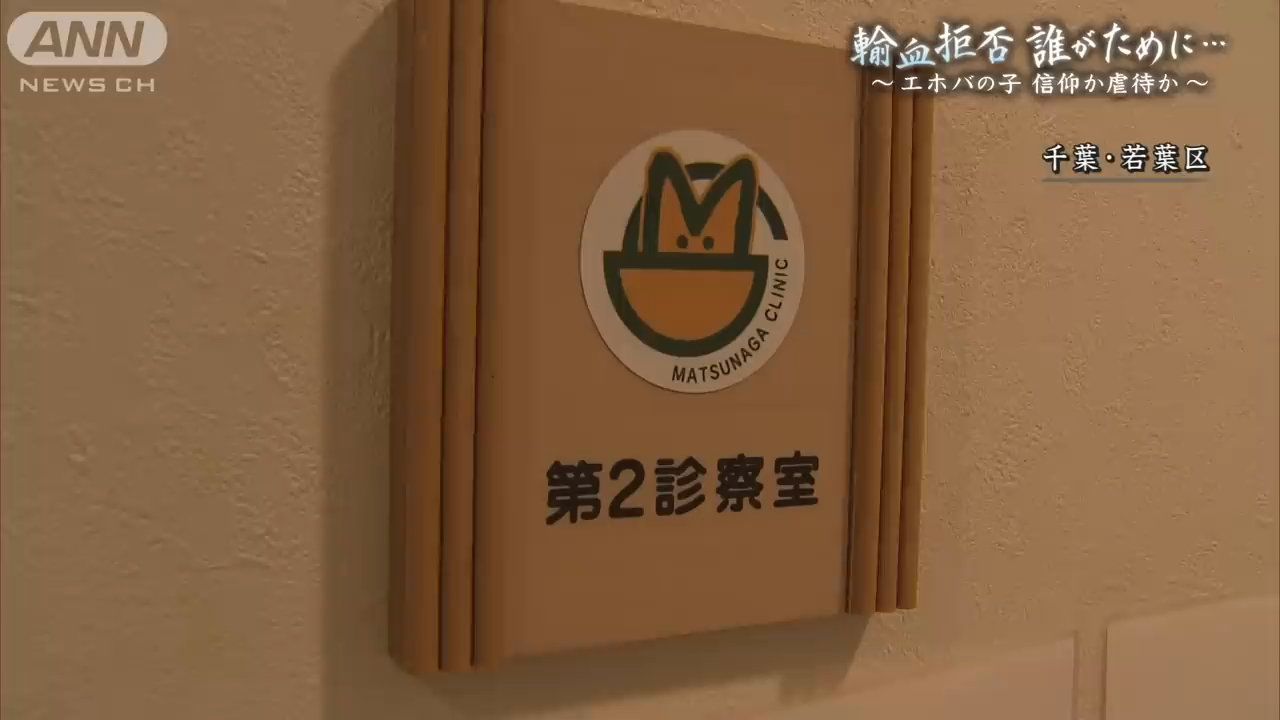 ANN
NEWS CH
輸血拒否 誰がために…
～エホバの子 信仰か虐待か～
千葉・若葉区
MATSUNAGA CLINIC
第2診察室